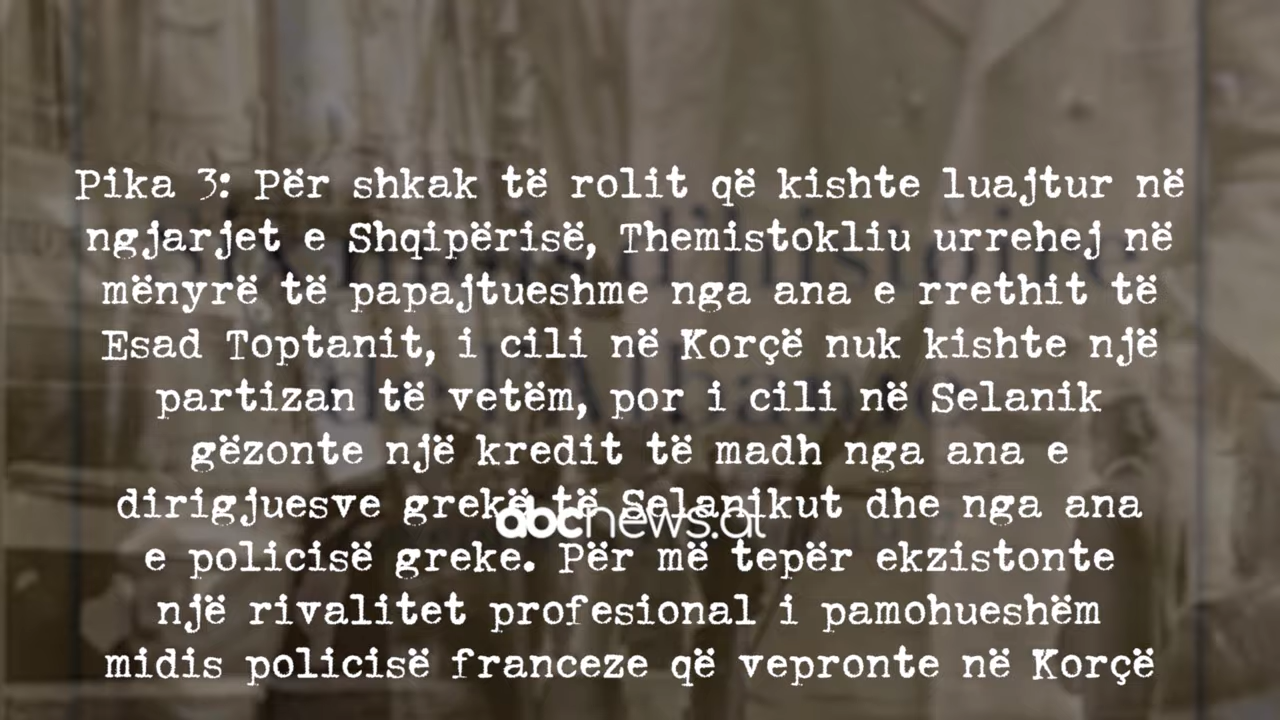 Pika 3: Për shkak të rolit që kishte luajtur në
ngjarjet e Shqipërisë, Themistokliu urrehej në
mënyrë të papajtueshme nga ana e rrethit të
Esad Toptanit, i cili në Korçë nuk kishte një
partizan të vetëm, por i cili në Selanik
gëzonte një kredit të madh nga ana e
dirigjuesve grekë të Selanikut dhe nga ana
abcnews.al
e policisë greke. Për më tepër ekzistonte
një rivalitet profesional i pamohueshëm
midis policisë franceze që vepronte në Korçë